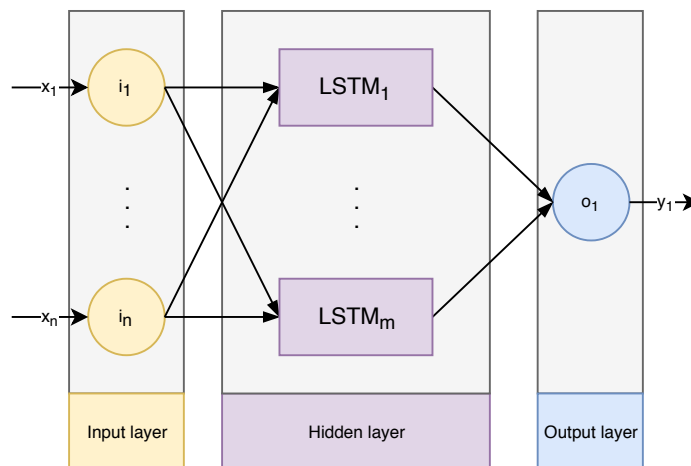 x₁
i₁
LSTM₁
.
.
.
.
.
.
o₁
y₁
xₙ
iₙ
LSTMₘ
Input layer
Hidden layer
Output layer